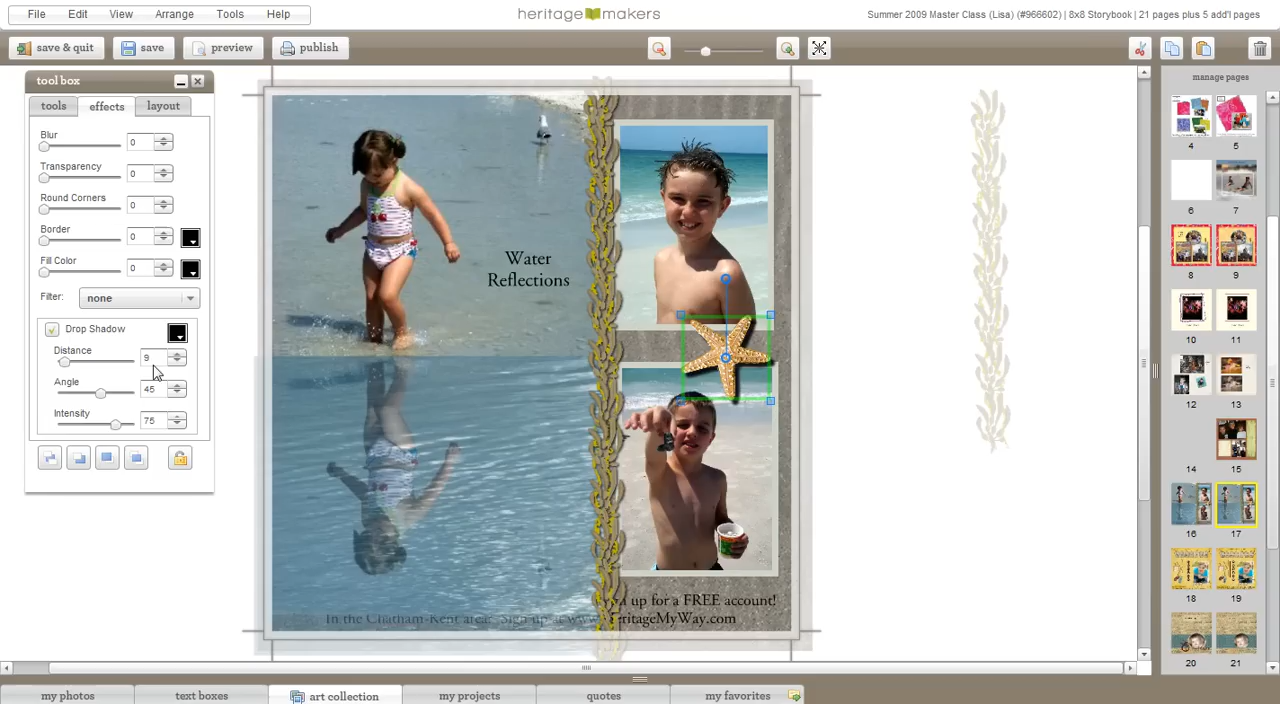 File Edit View Arrange Tools Help
heritage makers
Summer 2009 Master Class (Lisa) (#966602) | 8x8 Storybook | 21 pages plus 5 add'l pages
save & quit save preview publish
tool box
tools effects layout
Blur
0
Transparency
0
Round Corners
0
Border
0
Fill Color
0
Filter: none
Drop Shadow
Distance
9
Angle
45
Intensity
75
Water
Reflections
up for a FREE account!
In the Chatham-Kent area? Sign up at www.HeritageMyWay.com
manage pages
4 5
6 7
8 9
10 11
12 13
14 15
16 17
18 19
20 21
my photos text boxes art collection my projects quotes my favorites